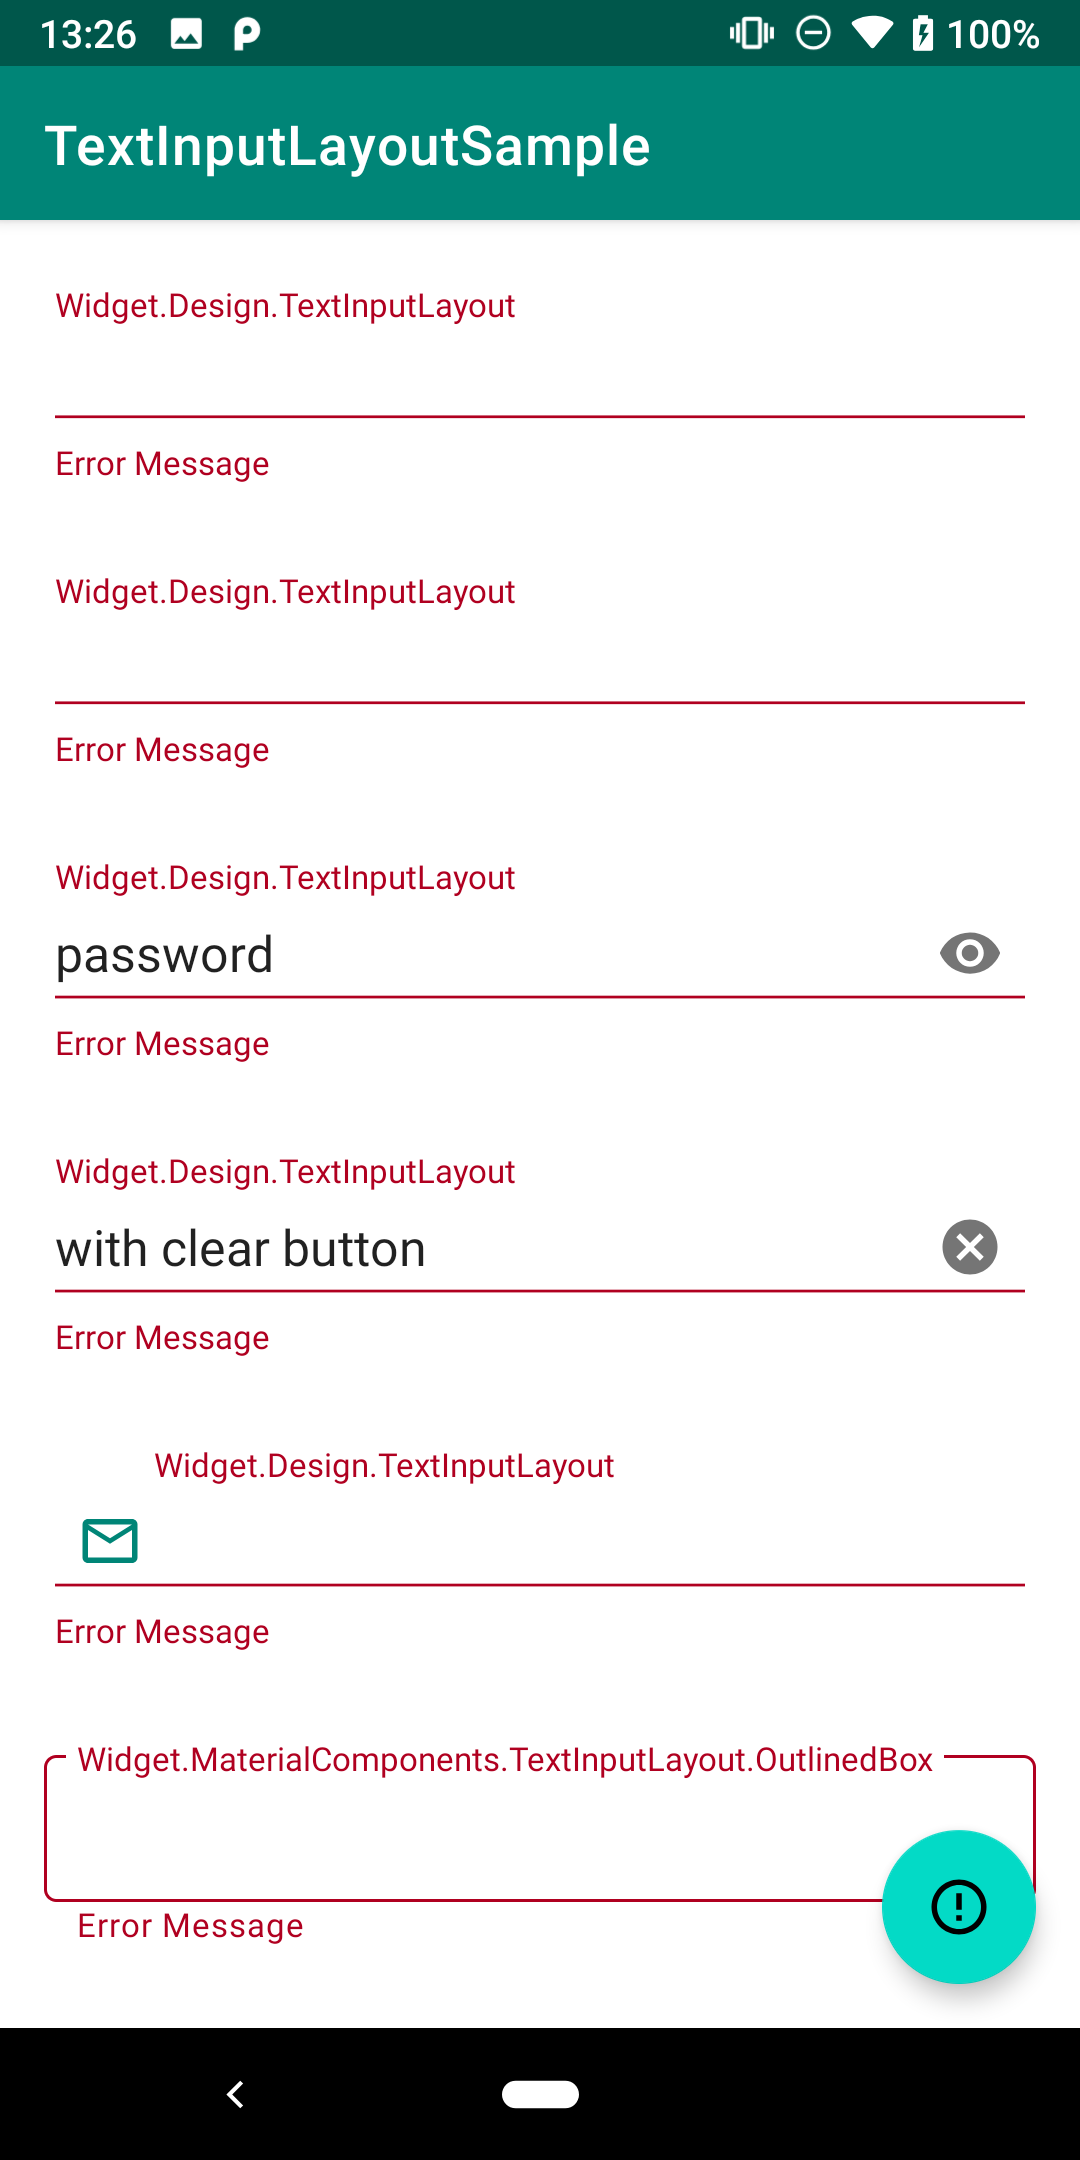 13:26 100%
TextInputLayoutSample
Widget.Design.TextInputLayout
Error Message
Widget.Design.TextInputLayout
Error Message
Widget.Design.TextInputLayout
password
Error Message
Widget.Design.TextInputLayout
with clear button
Error Message
Widget.Design.TextInputLayout
Error Message
Widget.MaterialComponents.TextInputLayout.OutlinedBox
Error Message